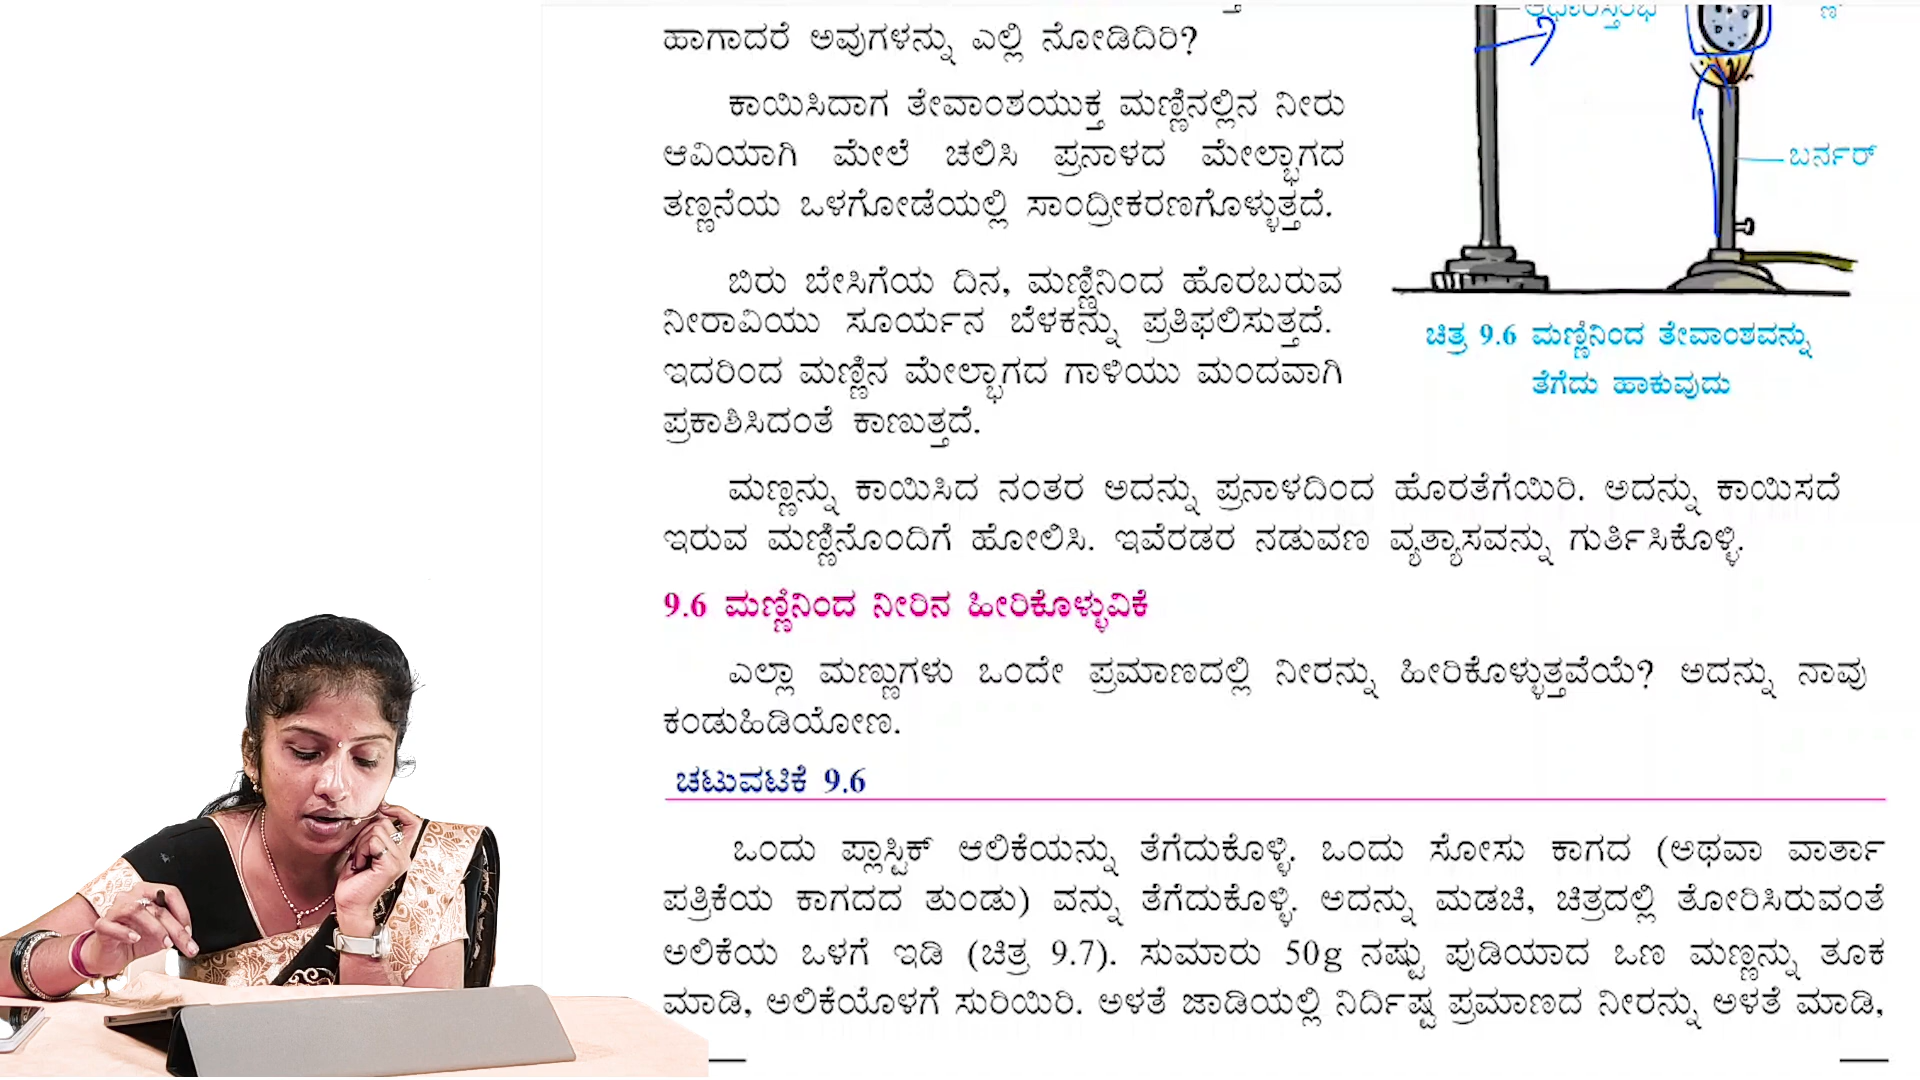 ಹಾಗಾದರೆ ಅವುಗಳನ್ನು ಎಲ್ಲಿ ನೋಡಿದಿರಿ?
ಕಾಯಿಸಿದಾಗ ತೇವಾಂಶಯುಕ್ತ ಮಣ್ಣಿನಲ್ಲಿನ ನೀರು
ಆವಿಯಾಗಿ ಮೇಲೆ ಚಲಿಸಿ ಪ್ರನಾಳದ ಮೇಲ್ಭಾಗದ
ತಣ್ಣನೆಯ ಒಳಗೋಡೆಯಲ್ಲಿ ಸಾಂದ್ರೀಕರಣಗೊಳ್ಳುತ್ತದೆ.
ಬಿರು ಬೇಸಿಗೆಯ ದಿನ, ಮಣ್ಣಿನಿಂದ ಹೊರಬರುವ
ನೀರಾವಿಯು ಸೂರ್ಯನ ಬೆಳಕನ್ನು ಪ್ರತಿಫಲಿಸುತ್ತದೆ.
ಇದರಿಂದ ಮಣ್ಣಿನ ಮೇಲ್ಭಾಗದ ಗಾಳಿಯು ಮಂದವಾಗಿ
ಪ್ರಕಾಶಿಸಿದಂತೆ ಕಾಣುತ್ತದೆ.
ಆಧಾರಸ್ತಂಭ
ಬರ್ನರ್
ಚಿತ್ರ 9.6 ಮಣ್ಣಿನಿಂದ ತೇವಾಂಶವನ್ನು
ತೆಗೆದು ಹಾಕುವುದು
ಮಣ್ಣನ್ನು ಕಾಯಿಸಿದ ನಂತರ ಅದನ್ನು ಪ್ರನಾಳದಿಂದ ಹೊರತೆಗೆಯಿರಿ. ಅದನ್ನು ಕಾಯಿಸದೆ
ಇರುವ ಮಣ್ಣಿನೊಂದಿಗೆ ಹೋಲಿಸಿ. ಇವೆರಡರ ನಡುವಣ ವ್ಯತ್ಯಾಸವನ್ನು ಗುರ್ತಿಸಿಕೊಳ್ಳಿ.
9.6 ಮಣ್ಣಿನಿಂದ ನೀರಿನ ಹೀರಿಕೊಳ್ಳುವಿಕೆ
ಎಲ್ಲಾ ಮಣ್ಣುಗಳು ಒಂದೇ ಪ್ರಮಾಣದಲ್ಲಿ ನೀರನ್ನು ಹೀರಿಕೊಳ್ಳುತ್ತವೆಯೆ? ಅದನ್ನು ನಾವು
ಕಂಡುಹಿಡಿಯೋಣ.
ಚಟುವಟಿಕೆ 9.6
ಒಂದು ಪ್ಲಾಸ್ಟಿಕ್ ಆಲಿಕೆಯನ್ನು ತೆಗೆದುಕೊಳ್ಳಿ. ಒಂದು ಸೋಸು ಕಾಗದ (ಅಥವಾ ವಾರ್ತಾ
ಪತ್ರಿಕೆಯ ಕಾಗದದ ತುಂಡು) ವನ್ನು ತೆಗೆದುಕೊಳ್ಳಿ. ಅದನ್ನು ಮಡಚಿ, ಚಿತ್ರದಲ್ಲಿ ತೋರಿಸಿರುವಂತೆ
ಅಲಿಕೆಯ ಒಳಗೆ ಇಡಿ (ಚಿತ್ರ 9.7). ಸುಮಾರು 50g ನಷ್ಟು ಪುಡಿಯಾದ ಒಣ ಮಣ್ಣನ್ನು ತೂಕ
ಮಾಡಿ, ಅಲಿಕೆಯೊಳಗೆ ಸುರಿಯಿರಿ. ಅಳತೆ ಜಾಡಿಯಲ್ಲಿ ನಿರ್ದಿಷ್ಟ ಪ್ರಮಾಣದ ನೀರನ್ನು ಅಳತೆ ಮಾಡಿ,